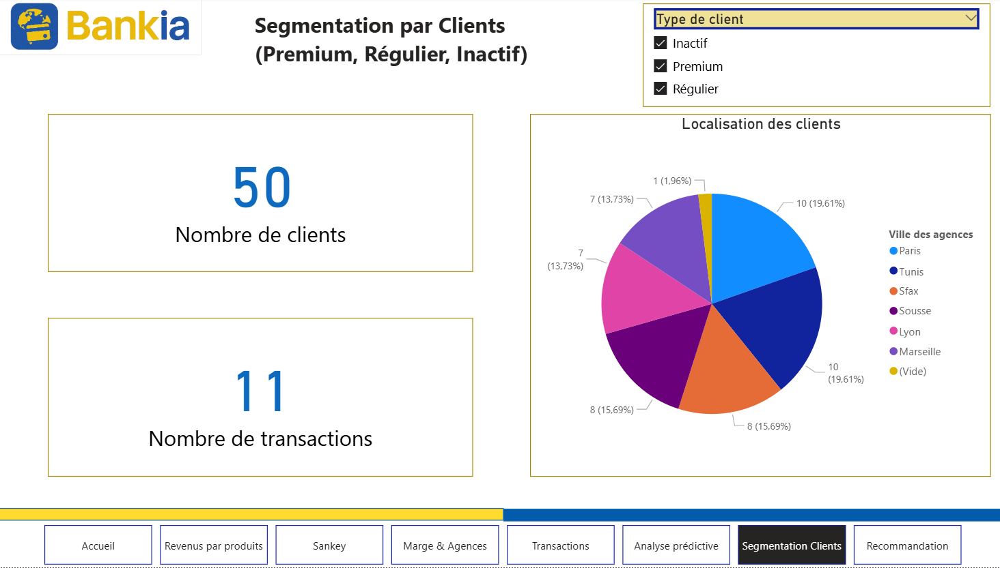 Bankia
Segmentation par Clients
(Premium, Régulier, Inactif)
Type de client
Inactif
Premium
Régulier
50
Nombre de clients
11
Nombre de transactions
Localisation des clients
1 (1,96%)
7 (13,73%)
10 (19,61%)
7
(13,73%)
10
(19,61%)
8 (15,69%)
8 (15,69%)
Ville des agences
Paris
Tunis
Sfax
Sousse
Lyon
Marseille
(Vide)
Accueil
Revenus par produits
Sankey
Marge & Agences
Transactions
Analyse prédictive
Segmentation Clients
Recommandation